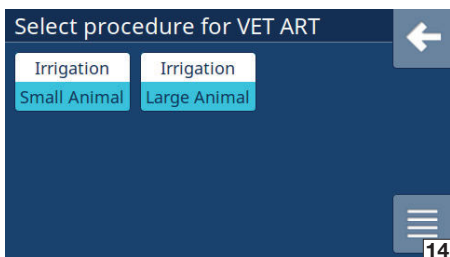 Select procedure for VET ART
Irrigation Irrigation
Small Animal Large Animal
14